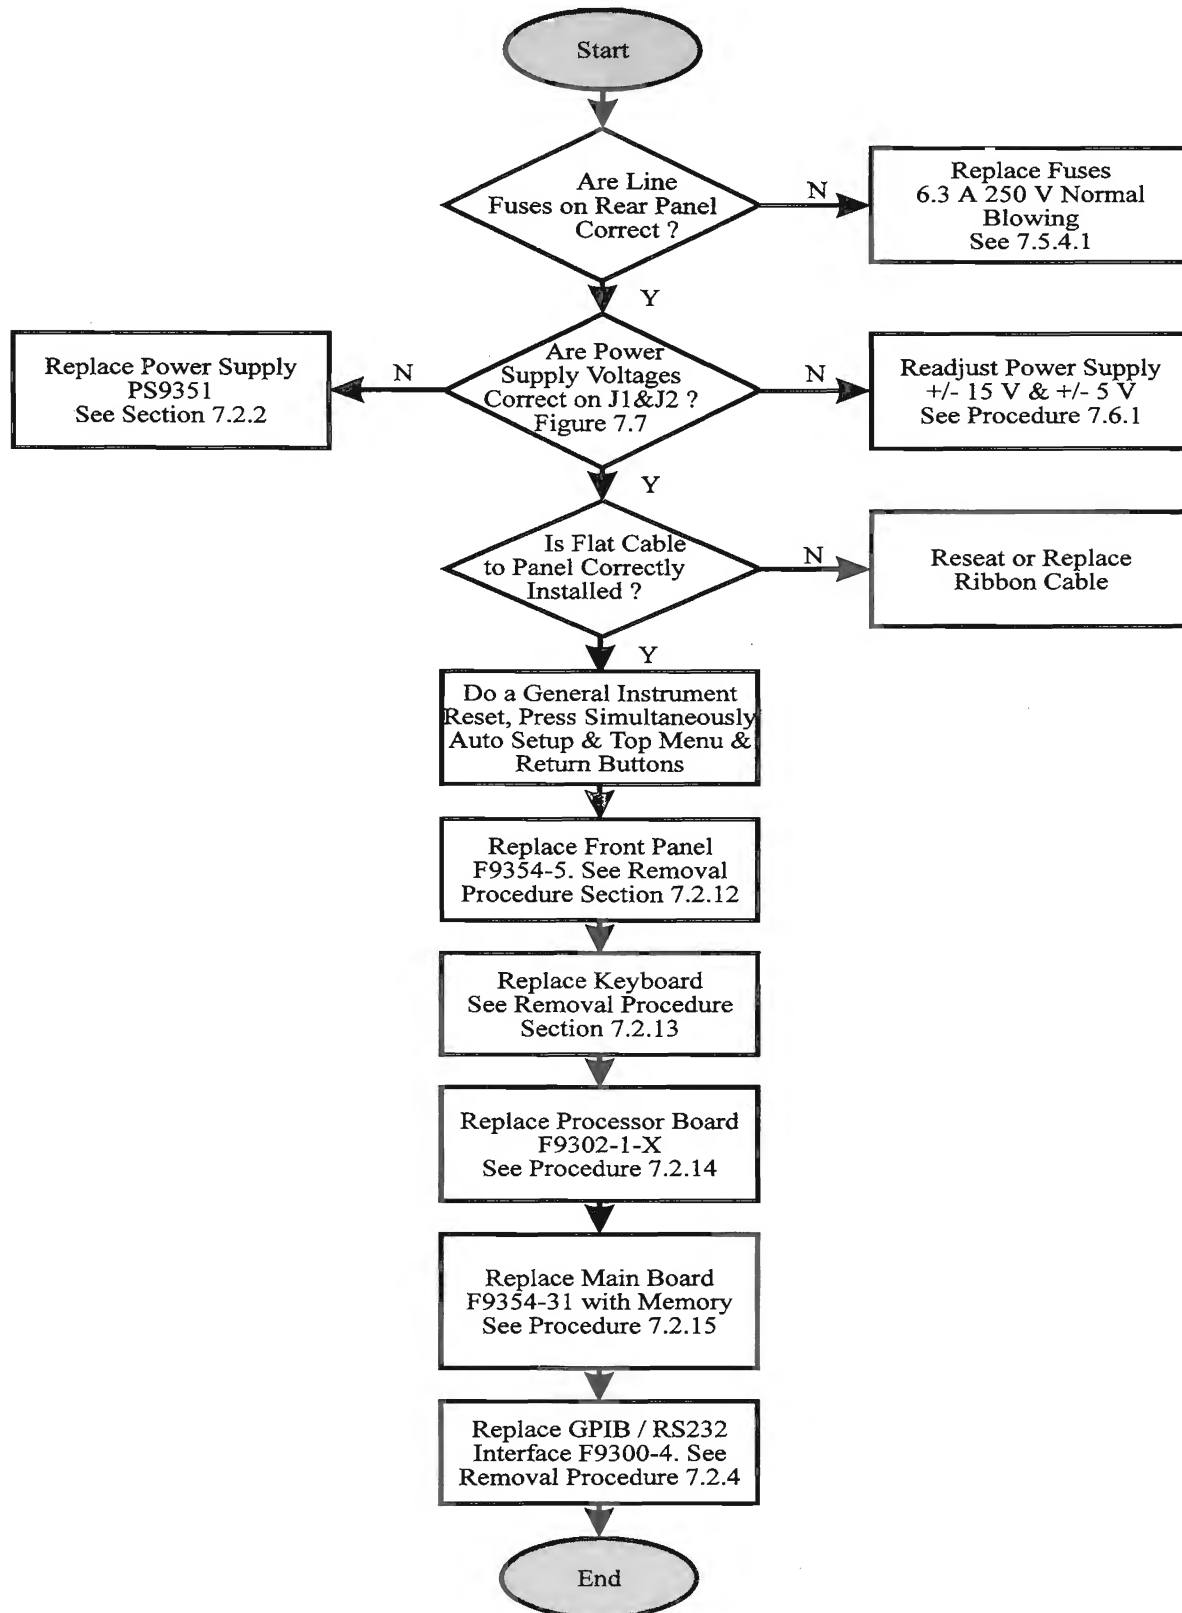 Start
Are Line
Fuses on Rear Panel
Correct ?
N
Replace Fuses
6.3 A 250 V Normal
Blowing
See 7.5.4.1
Y
Replace Power Supply
PS9351
See Section 7.2.2
N
Are Power
Supply Voltages
Correct on J1&J2 ?
Figure 7.7
N
Readjust Power Supply
+/- 15 V & +/- 5 V
See Procedure 7.6.1
Y
Is Flat Cable
to Panel Correctly
Installed ?
N
Reseat or Replace
Ribbon Cable
Y
Do a General Instrument
Reset, Press Simultaneously
Auto Setup & Top Menu &
Return Buttons
Replace Front Panel
F9354-5. See Removal
Procedure Section 7.2.12
Replace Keyboard
See Removal Procedure
Section 7.2.13
Replace Processor Board
F9302-1-X
See Procedure 7.2.14
Replace Main Board
F9354-31 with Memory
See Procedure 7.2.15
Replace GPIB / RS232
Interface F9300-4. See
Removal Procedure 7.2.4
End